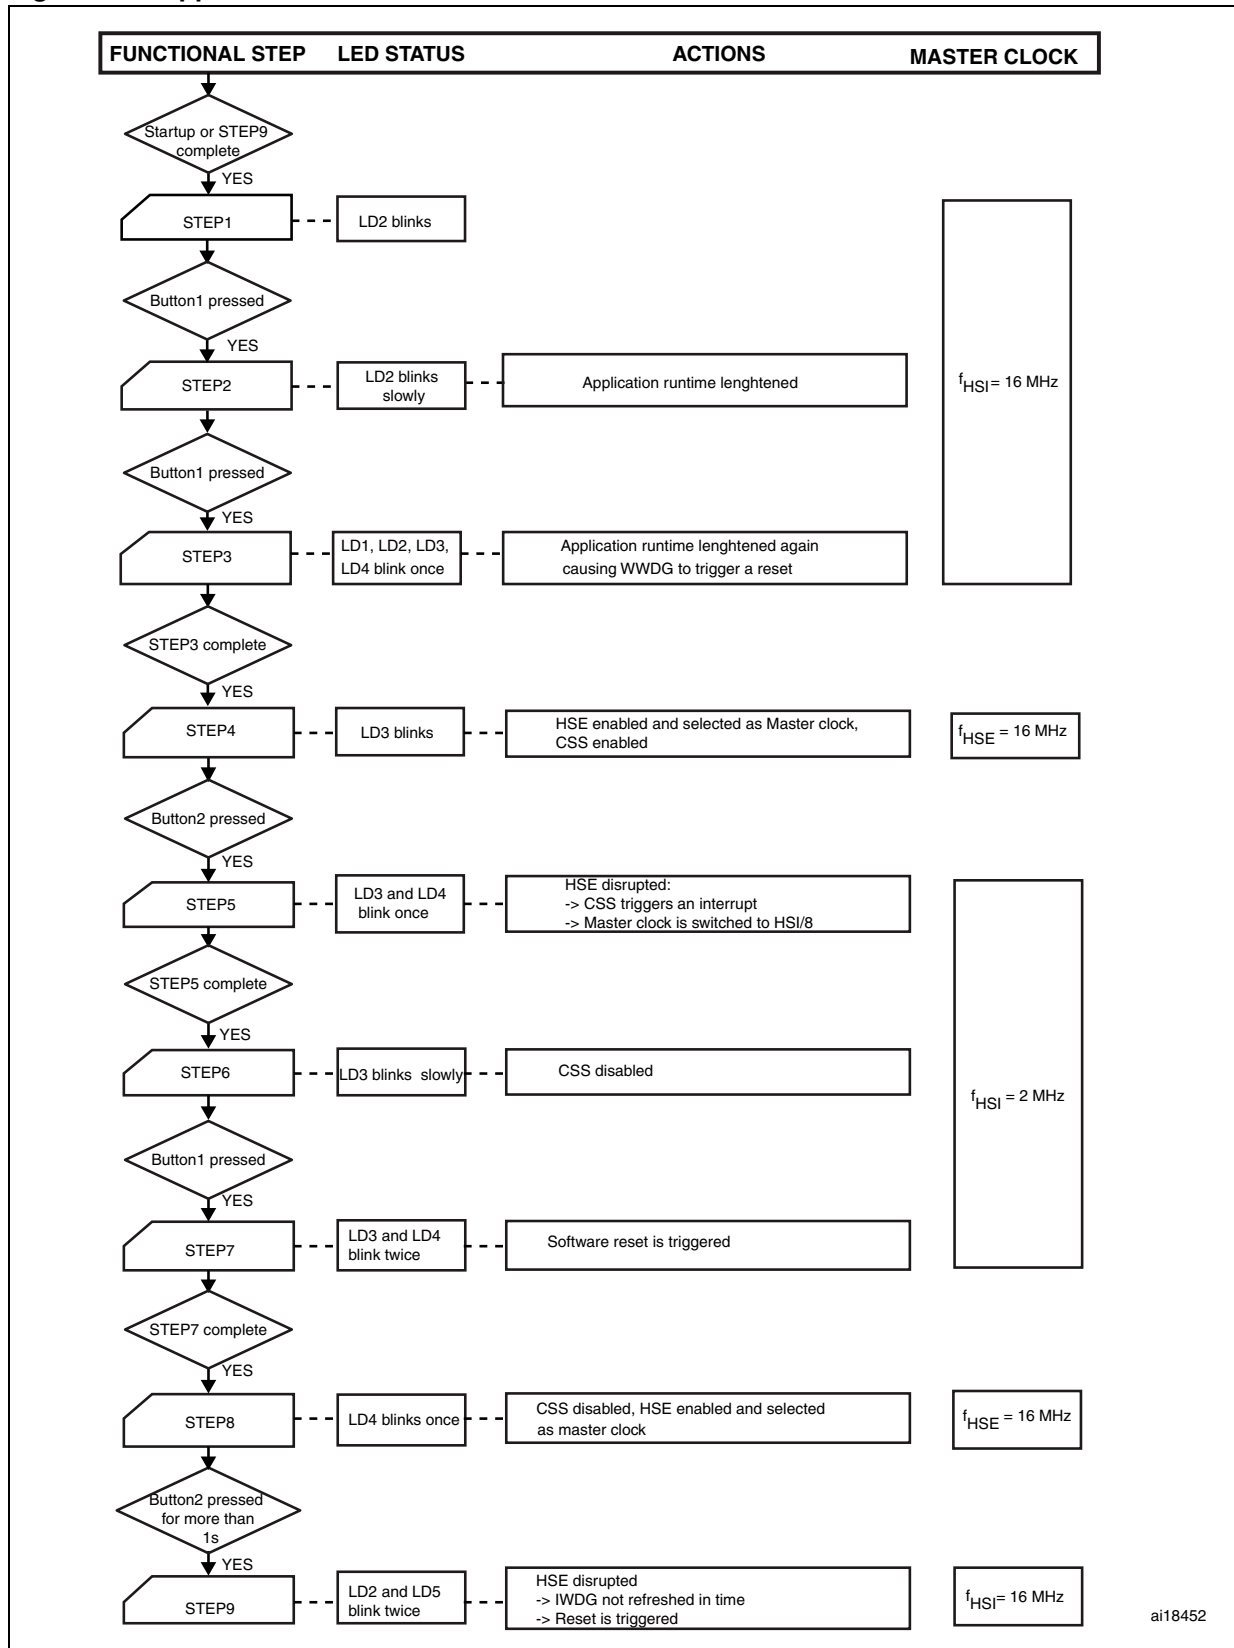 FUNCTIONAL STEP LED STATUS ACTIONS MASTER CLOCK
Startup or STEP9
complete
YES
STEP1
LD2 blinks
Button1 pressed
YES
STEP2
LD2 blinks
slowly
Application runtime lenghtened
fHSI= 16 MHz
Button1 pressed
YES
STEP3
LD1, LD2, LD3,
LD4 blink once
Application runtime lenghtened again
causing WWDG to trigger a reset
STEP3 complete
YES
STEP4
LD3 blinks
HSE enabled and selected as Master clock,
CSS enabled
fHSE = 16 MHz
Button2 pressed
YES
STEP5
LD3 and LD4
blink once
HSE disrupted:
-> CSS triggers an interrupt
-> Master clock is switched to HSI/8
STEP5 complete
YES
STEP6
LD3 blinks slowly
CSS disabled
fHSI = 2 MHz
Button1 pressed
YES
STEP7
LD3 and LD4
blink twice
Software reset is triggered
STEP7 complete
YES
STEP8
LD4 blinks once
CSS disabled, HSE enabled and selected
as master clock
fHSE = 16 MHz
Button2 pressed
for more than
1s
YES
STEP9
LD2 and LD5
blink twice
HSE disrupted
-> IWDG not refreshed in time
-> Reset is triggered
fHSI= 16 MHz
ai18452